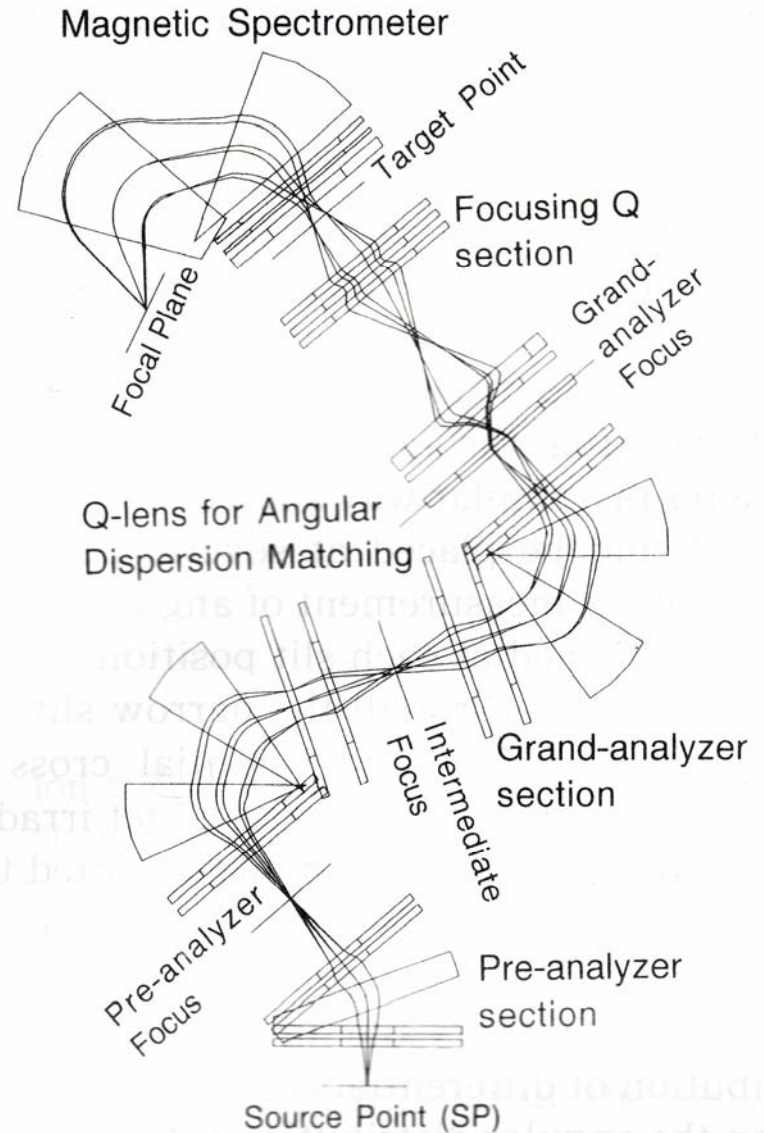 Magnetic Spectrometer
Target Point
Focusing Q
section
Grand-
analyzer
Focus
Focal Plane
Q-lens for Angular
Dispersion Matching
Intermediate
Focus
Grand-analyzer
section
Pre-analyzer
Focus
Pre-analyzer
section
Source Point (SP)